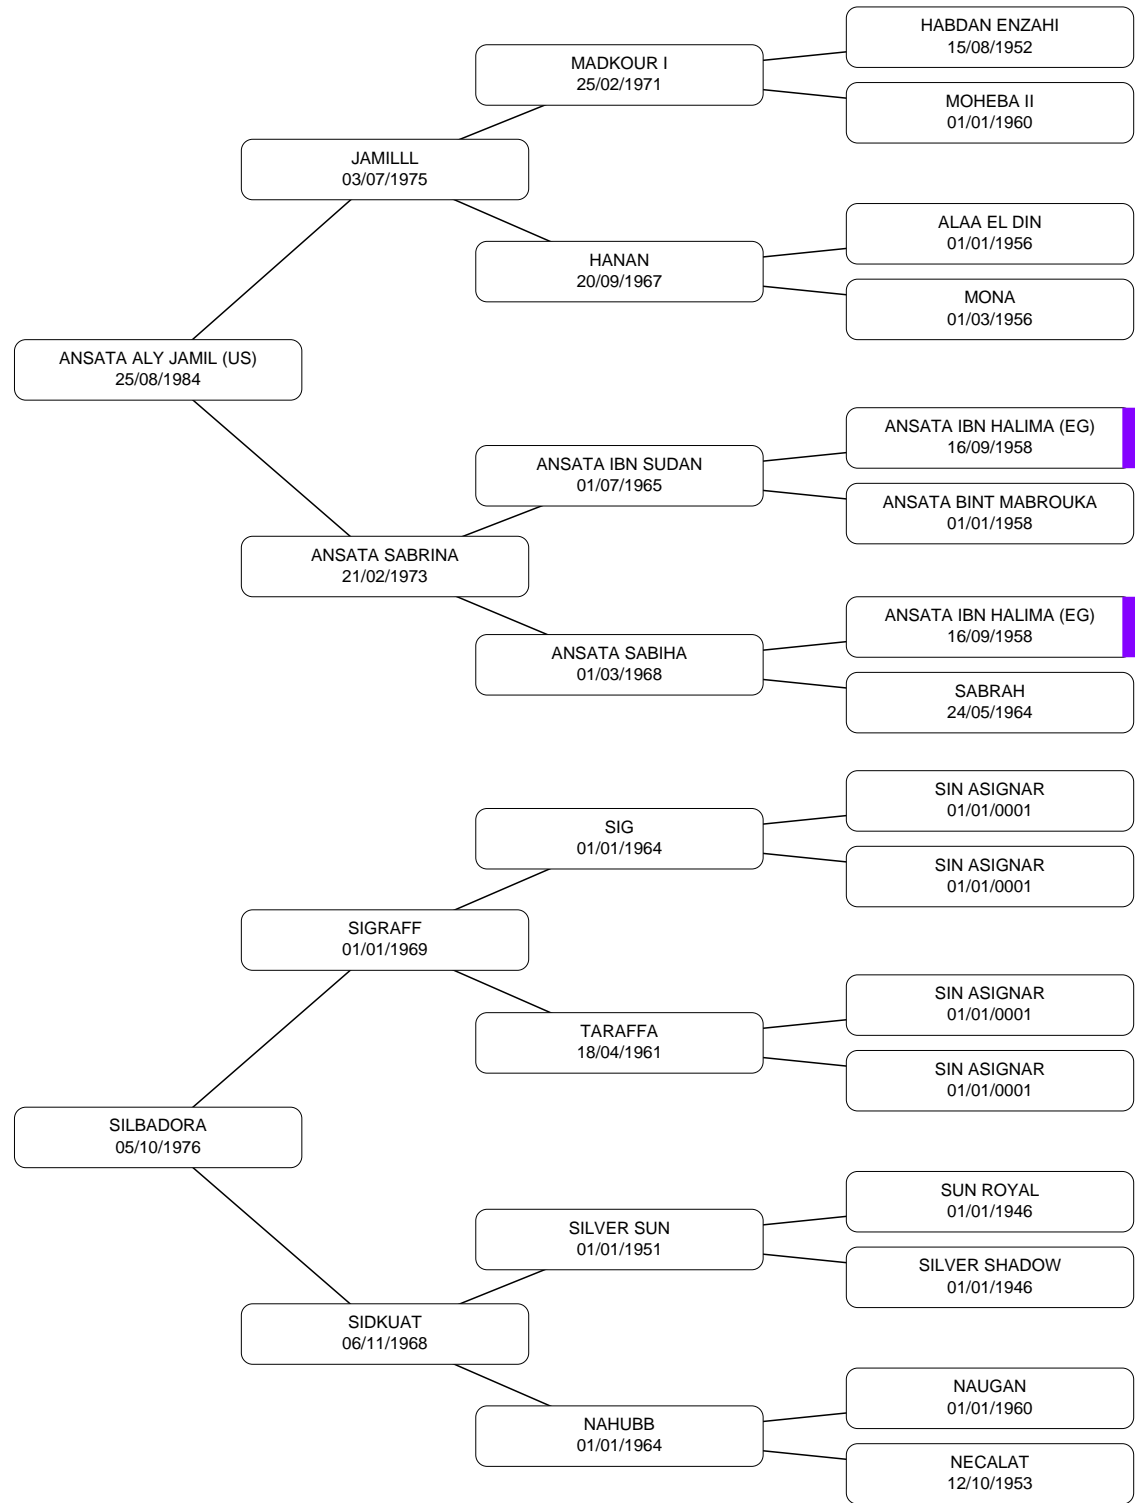 HABDAN ENZAHI
15/08/1952
MADKOUR I
25/02/1971
MOHEBA II
01/01/1960
JAMILLL
03/07/1975
ALAA EL DIN
01/01/1956
HANAN
20/09/1967
MONA
01/03/1956
ANSATA ALY JAMIL (US)
25/08/1984
ANSATA IBN HALIMA (EG)
16/09/1958
ANSATA IBN SUDAN
01/07/1965
ANSATA BINT MABROUKA
01/01/1958
ANSATA SABRINA
21/02/1973
ANSATA IBN HALIMA (EG)
16/09/1958
ANSATA SABIHA
01/03/1968
SABRAH
24/05/1964
SIN ASIGNAR
01/01/0001
SIG
01/01/1964
SIN ASIGNAR
01/01/0001
SIGRAFF
01/01/1969
SIN ASIGNAR
01/01/0001
TARAFFA
18/04/1961
SIN ASIGNAR
01/01/0001
SILBADORA
05/10/1976
SUN ROYAL
01/01/1946
SILVER SUN
01/01/1951
SILVER SHADOW
01/01/1946
SIDKUAT
06/11/1968
NAUGAN
01/01/1960
NAHUBB
01/01/1964
NECALAT
12/10/1953